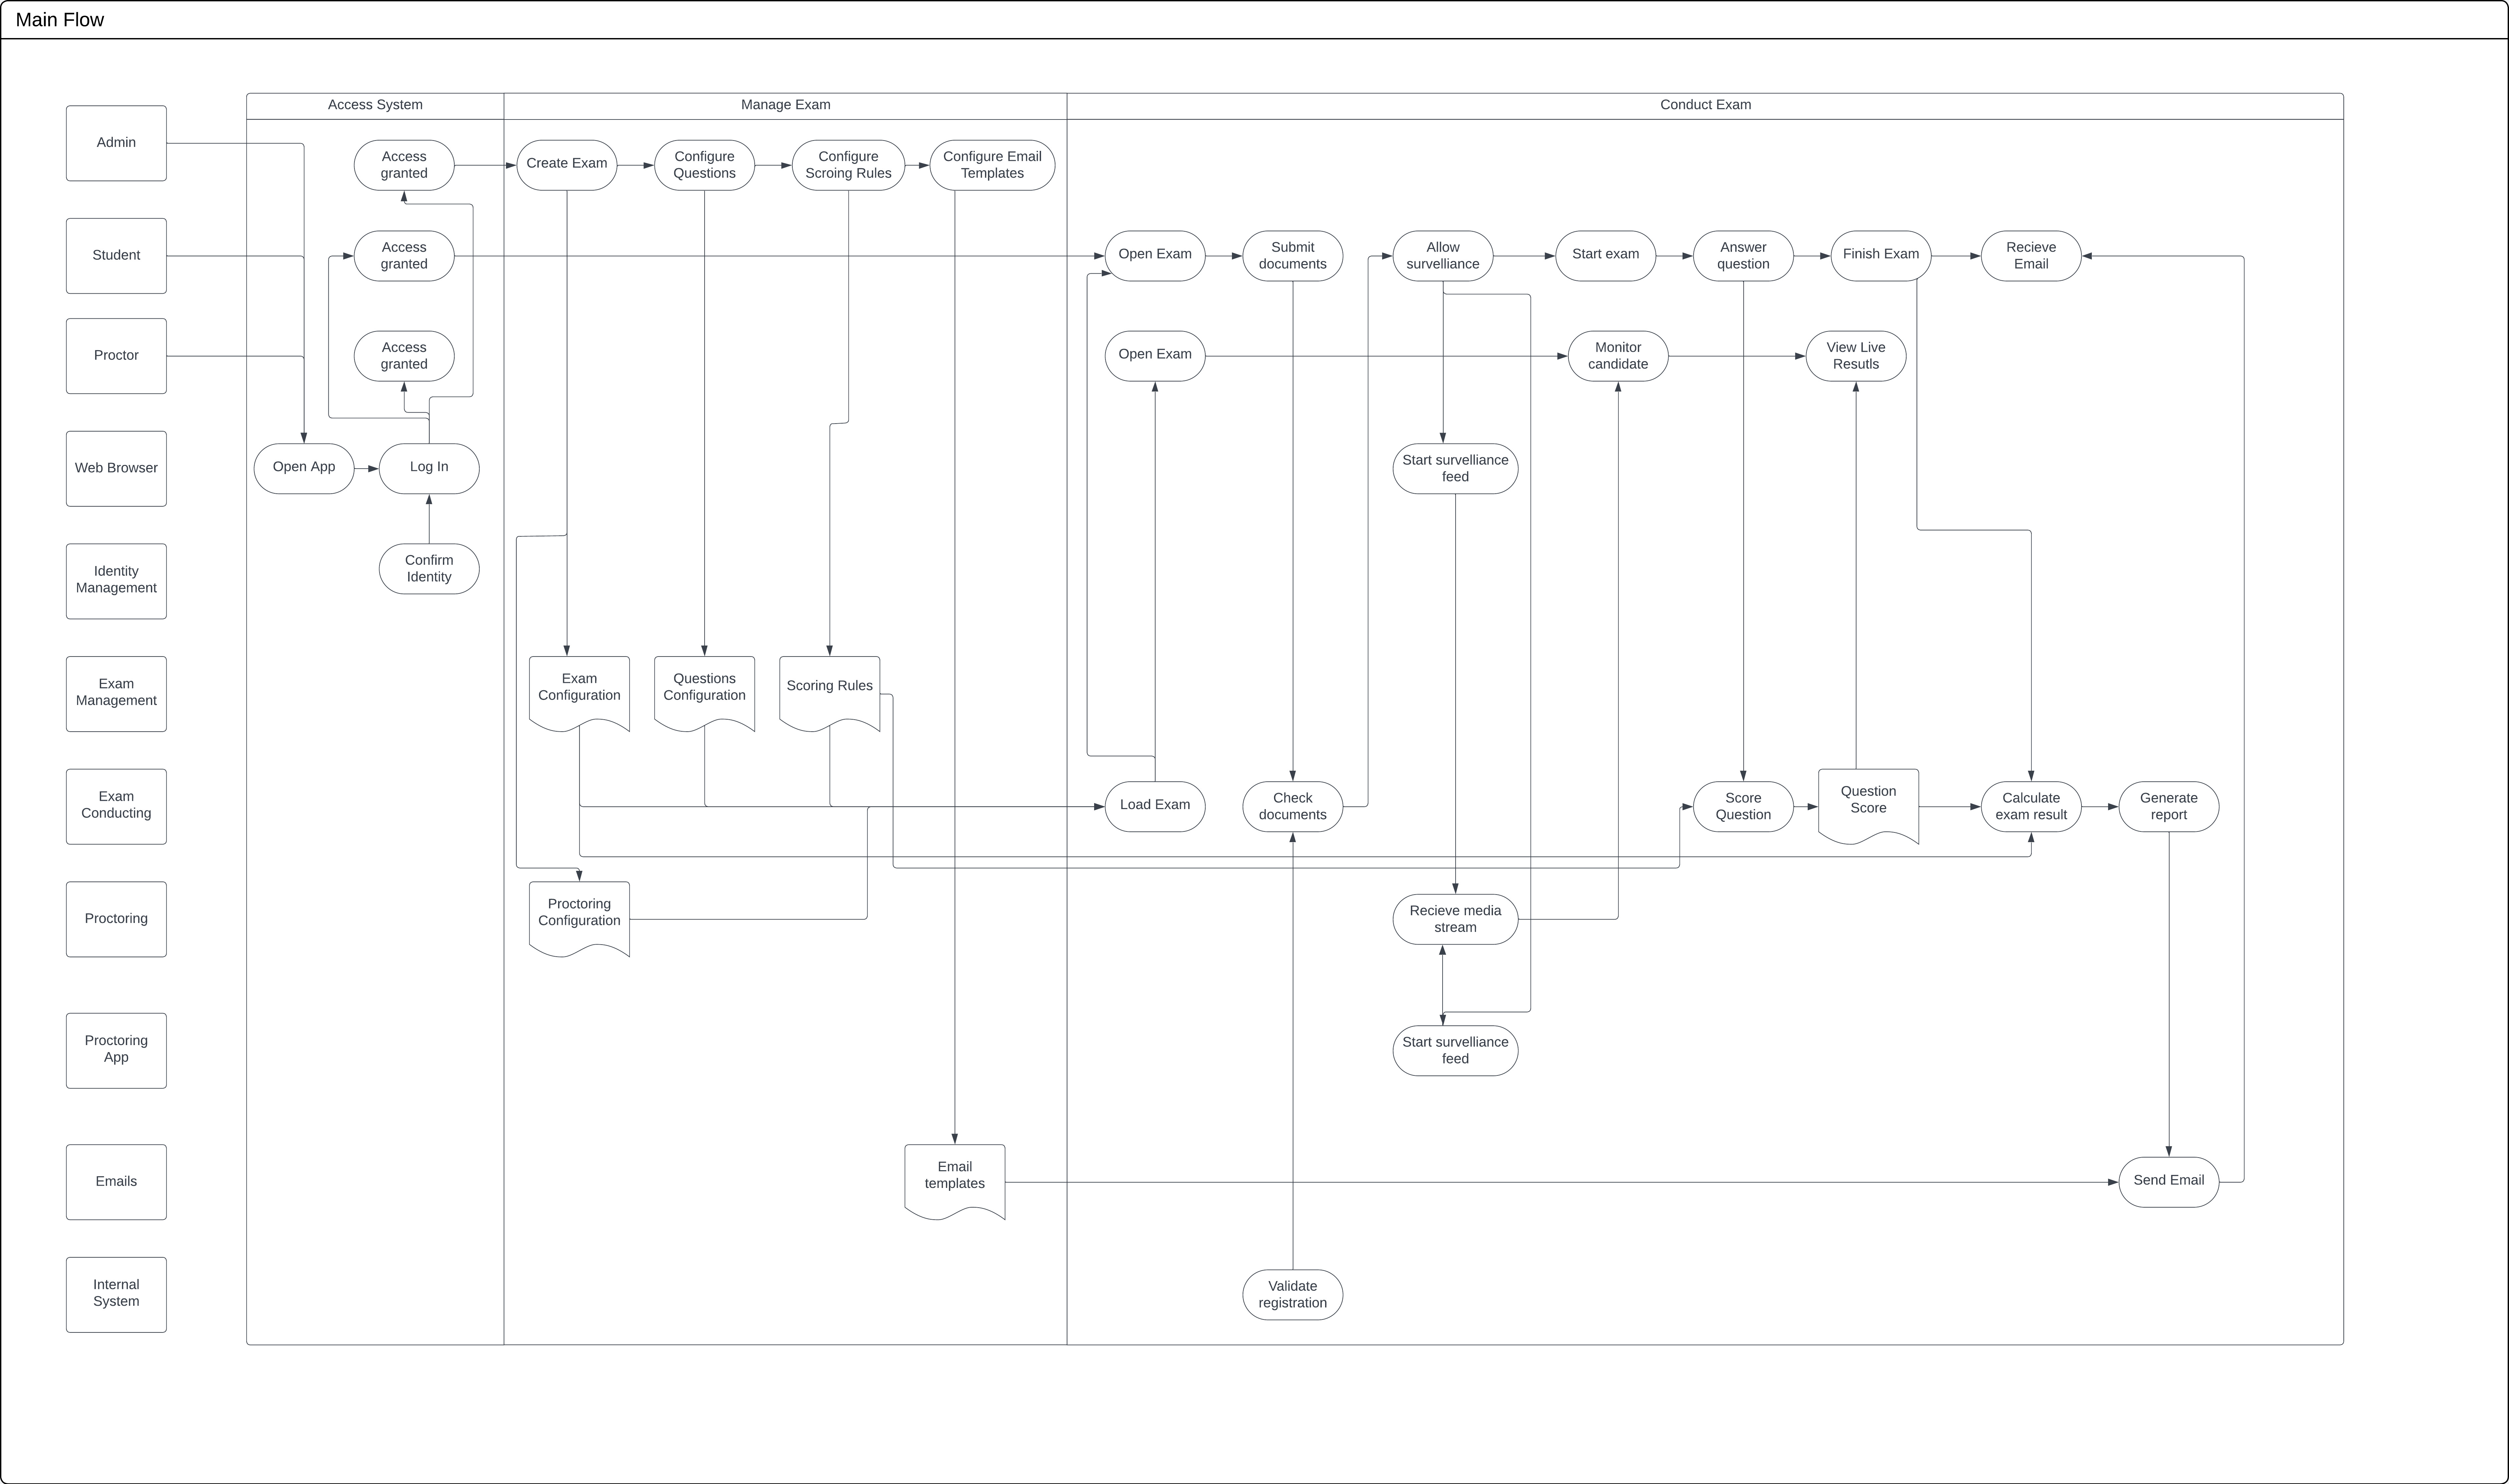 Main Flow
Access System
Manage Exam
Conduct Exam
Admin
Access
granted
Create Exam
Configure
Questions
Configure
Scroing Rules
Configure Email
Templates
Student
Access
granted
Open Exam
Submit
documents
Allow
survelliance
Start exam
Answer
question
Finish Exam
Recieve
Email
Proctor
Access
granted
Open Exam
Monitor
candidate
View Live
Resutls
Web Browser
Open App
Log In
Start survelliance
feed
Identity
Management
Confirm
Identity
Exam
Management
Exam
Configuration
Questions
Configuration
Scoring Rules
Exam
Conducting
Load Exam
Check
documents
Score
Question
Question
Score
Calculate
exam result
Generate
report
Proctoring
Proctoring
Configuration
Recieve media
stream
Proctoring
App
Start survelliance
feed
Emails
Email
templates
Send Email
Internal
System
Validate
registration